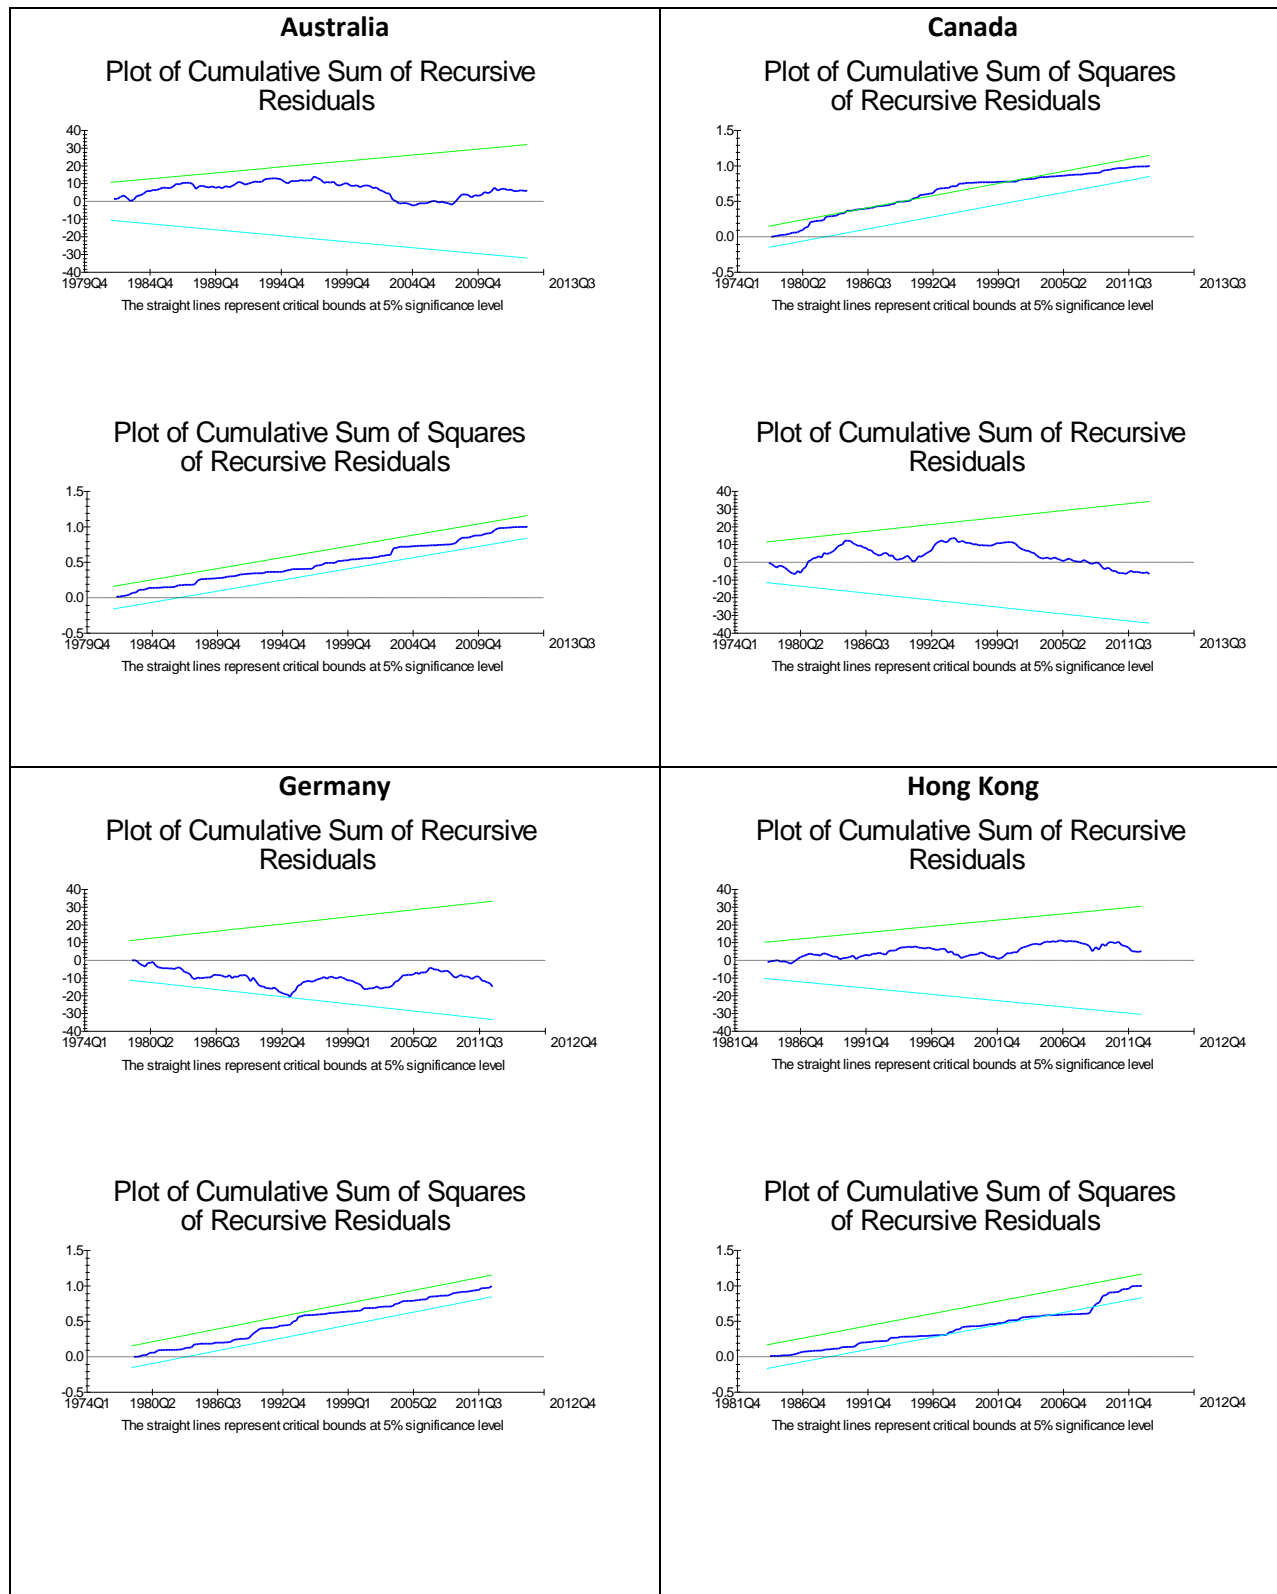 Australia
Plot of Cumulative Sum of Recursive
Residuals
40
30
20
10
0
-10
-20
-30
-40
1979Q4 1984Q4 1989Q4 1994Q4 1999Q4 2004Q4 2009Q4 2013Q3
The straight lines represent critical bounds at 5% significance level
Plot of Cumulative Sum of Squares
of Recursive Residuals
1.5
1.0
0.5
0.0
-0.5
1979Q4 1984Q4 1989Q4 1994Q4 1999Q4 2004Q4 2009Q4 2013Q3
The straight lines represent critical bounds at 5% significance level
Canada
Plot of Cumulative Sum of Squares
of Recursive Residuals
1.5
1.0
0.5
0.0
-0.5
1974Q1 1980Q2 1986Q3 1992Q4 1999Q1 2005Q2 2011Q3 2013Q3
The straight lines represent critical bounds at 5% significance level
Plot of Cumulative Sum of Recursive
Residuals
40
30
20
10
0
-10
-20
-30
-40
1974Q1 1980Q2 1986Q3 1992Q4 1999Q1 2005Q2 2011Q3 2013Q3
The straight lines represent critical bounds at 5% significance level
Germany
Plot of Cumulative Sum of Recursive
Residuals
40
30
20
10
0
-10
-20
-30
-40
1974Q1 1980Q2 1986Q3 1992Q4 1999Q1 2005Q2 2011Q3 2012Q4
The straight lines represent critical bounds at 5% significance level
Plot of Cumulative Sum of Squares
of Recursive Residuals
1.5
1.0
0.5
0.0
-0.5
1974Q1 1980Q2 1986Q3 1992Q4 1999Q1 2005Q2 2011Q3 2012Q4
The straight lines represent critical bounds at 5% significance level
Hong Kong
Plot of Cumulative Sum of Recursive
Residuals
40
30
20
10
0
-10
-20
-30
-40
1981Q4 1986Q4 1991Q4 1996Q4 2001Q4 2006Q4 2011Q4 2012Q4
The straight lines represent critical bounds at 5% significance level
Plot of Cumulative Sum of Squares
of Recursive Residuals
1.5
1.0
0.5
0.0
-0.5
1981Q4 1986Q4 1991Q4 1996Q4 2001Q4 2006Q4 2011Q4 2012Q4
The straight lines represent critical bounds at 5% significance level